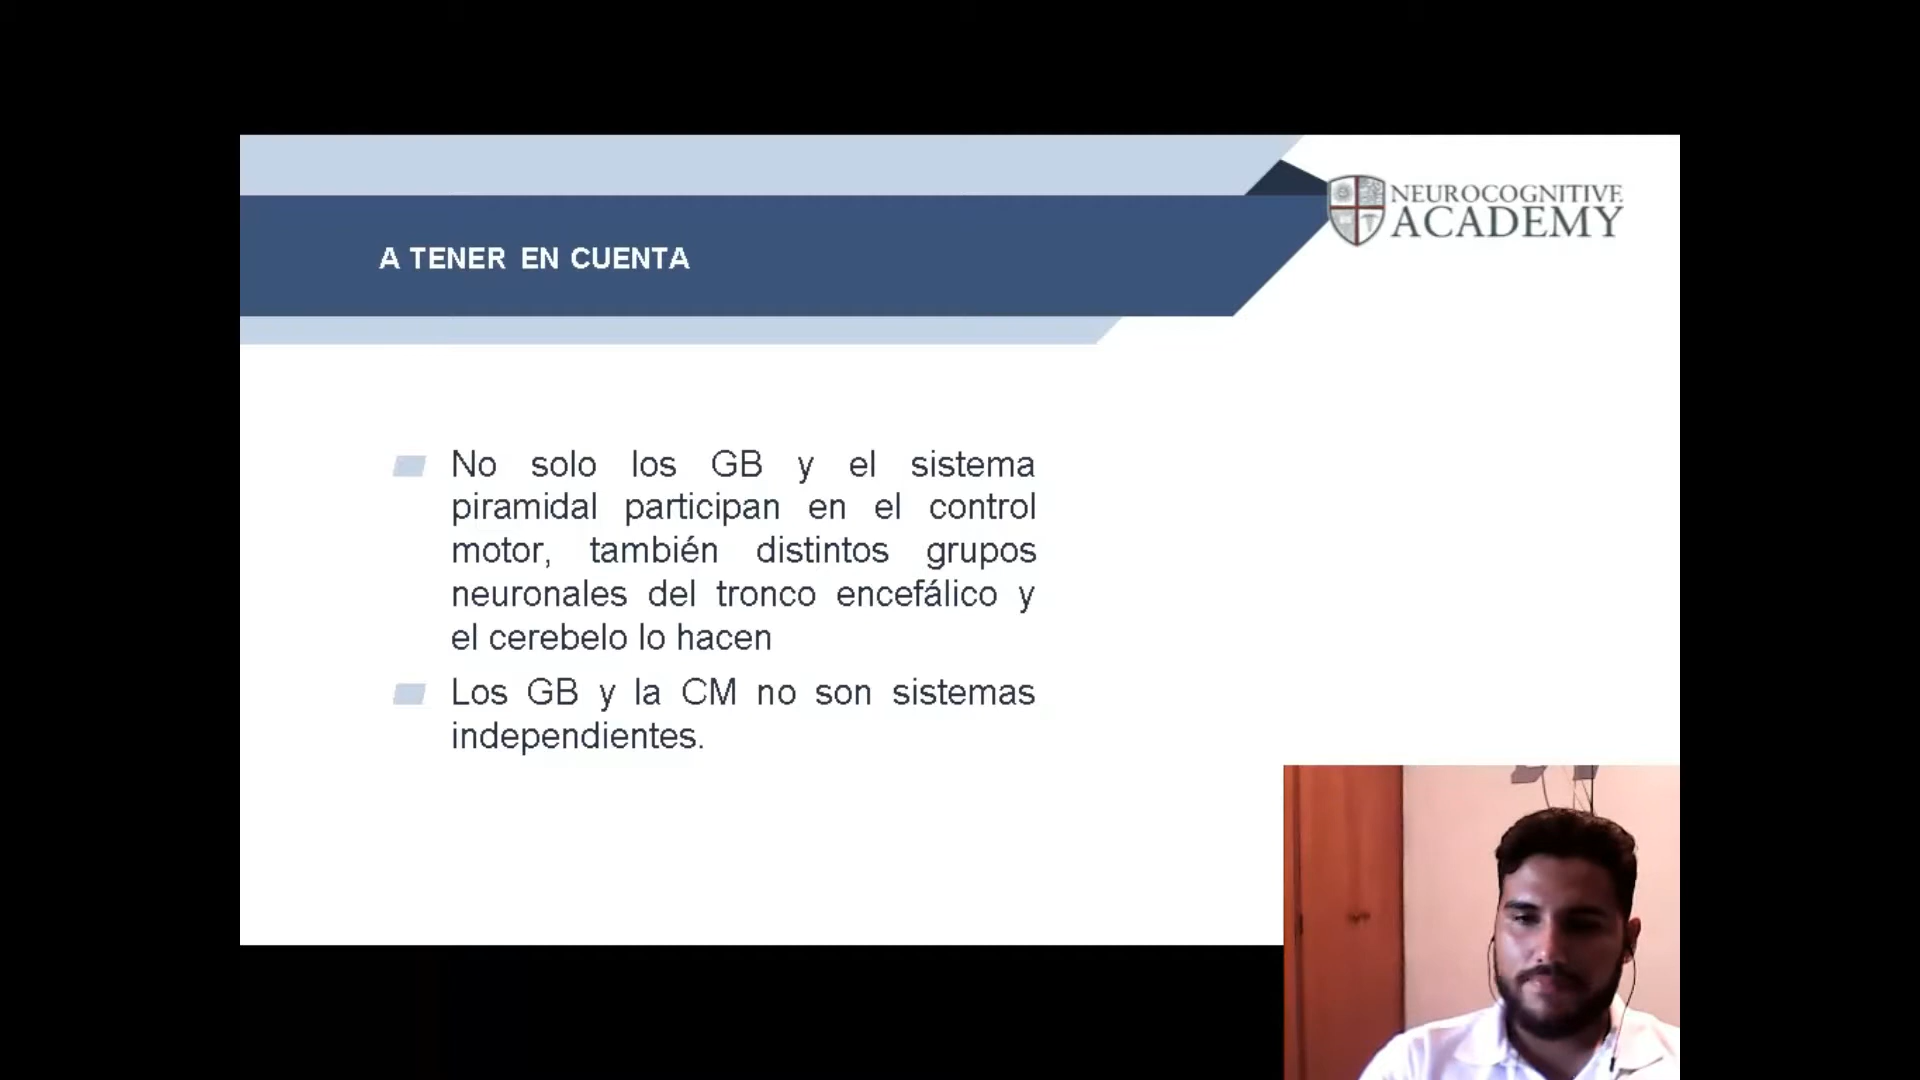 NEUROCOGNITIVE
ACADEMY
A TENER EN CUENTA
No solo los GB y el sistema
piramidal participan en el control
motor, también distintos grupos
neuronales del tronco encefálico y
el cerebelo lo hacen
Los GB y la CM no son sistemas
independientes.